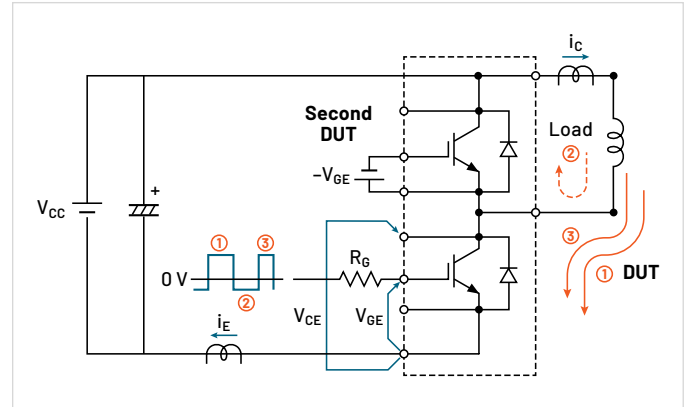 iC
Second
DUT
Load
②
−VGE
VCC
+
① ③
③
RG
① DUT
0 V
②
VCE
VGE
iE